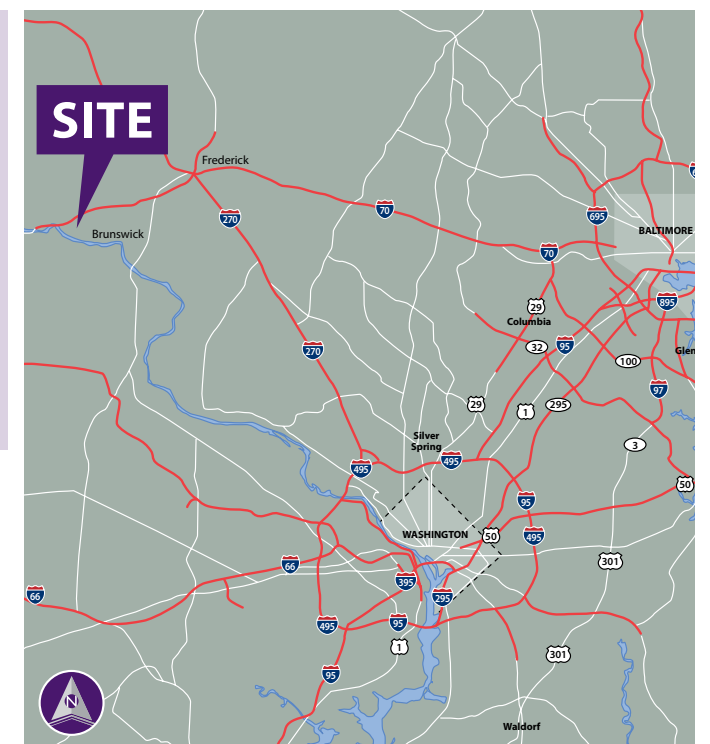 SITE
Frederick
Brunswick
270
70
695
BALTIMORE
70
895
29
Columbia
32
95
100
Glen
270
97
29
1
295
3
Silver
Spring
495
495
50
95
WASHINGTON
50
495
301
66
66
395
295
495
95
1
301
95
N
Waldorf